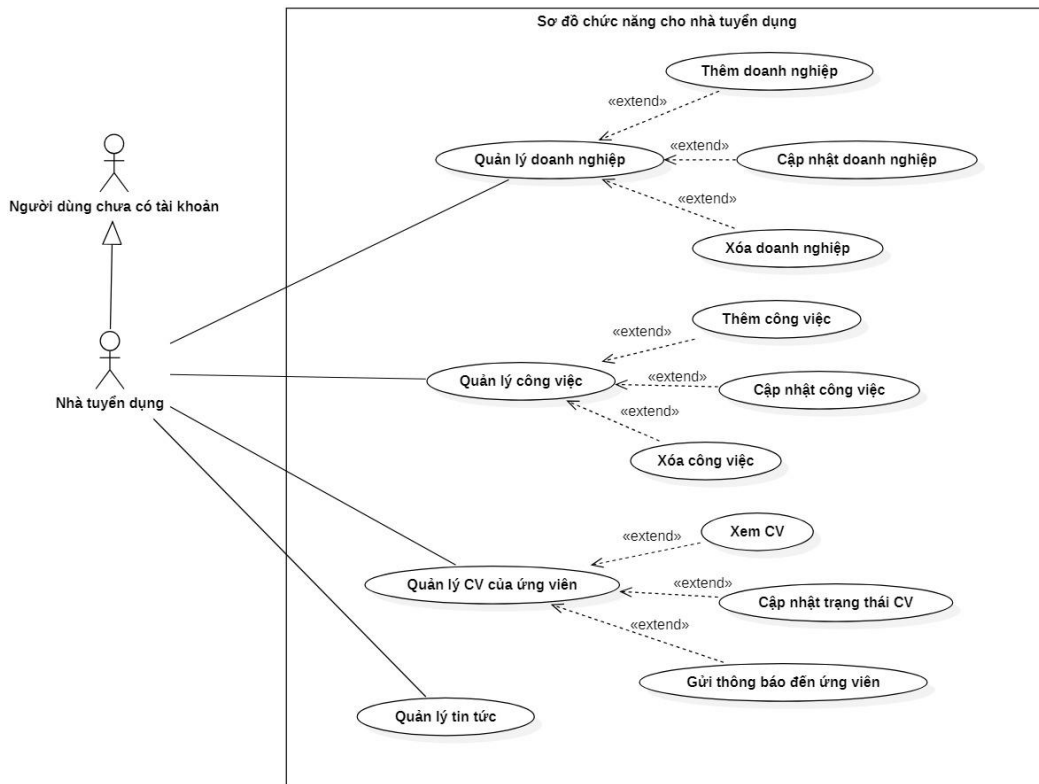 Sơ đồ chức năng cho nhà tuyển dụng
Thêm doanh nghiệp
«extend»
Quản lý doanh nghiệp
«extend»
Cập nhật doanh nghiệp
«extend»
Xóa doanh nghiệp
Người dùng chưa có tài khoản
Nhà tuyển dụng
Thêm công việc
«extend»
Quản lý công việc
«extend»
Cập nhật công việc
«extend»
Xóa công việc
Xem CV
«extend»
Quản lý CV của ứng viên
«extend»
Cập nhật trạng thái CV
«extend»
Gửi thông báo đến ứng viên
Quản lý tin tức